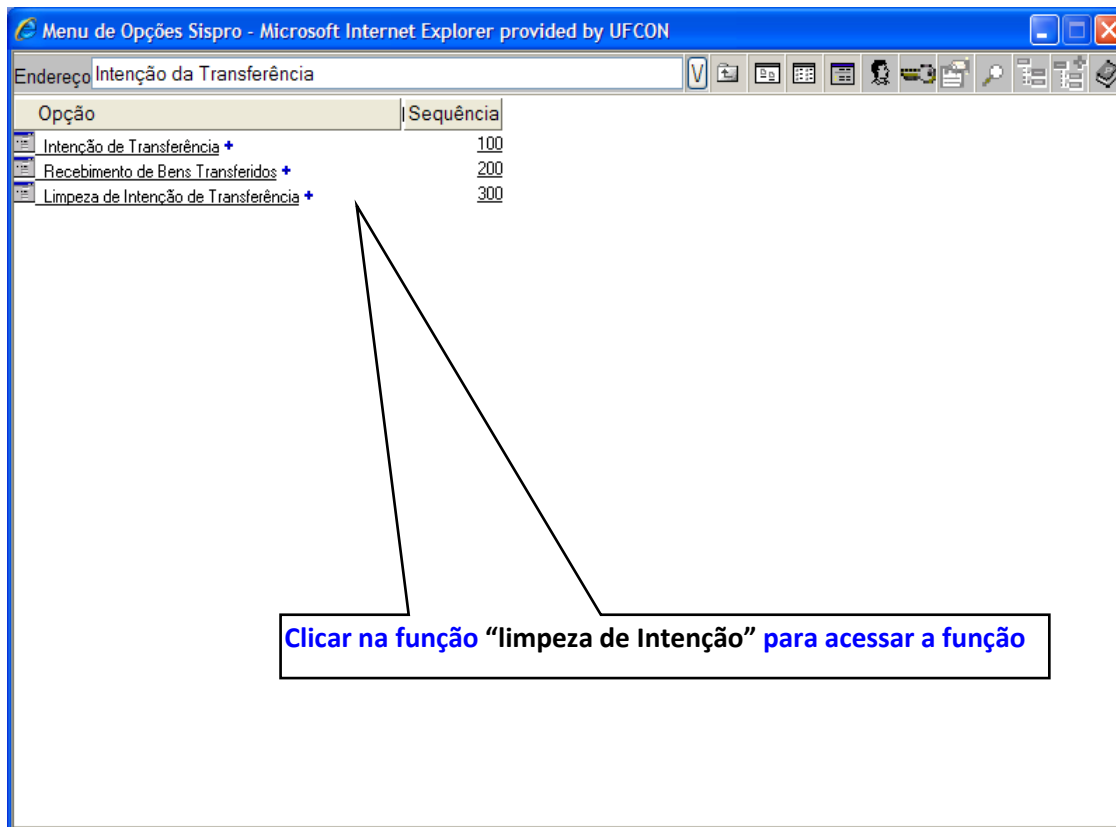 Menu de Opções Sispro - Microsoft Internet Explorer provided by UFCON
Endereço Intenção da Transferência V
Opção Sequência
Intenção de Transferência + 100
Recebimento de Bens Transferidos + 200
Limpeza de Intenção de Transferência + 300
Clicar na função “limpeza de Intenção” para acessar a função